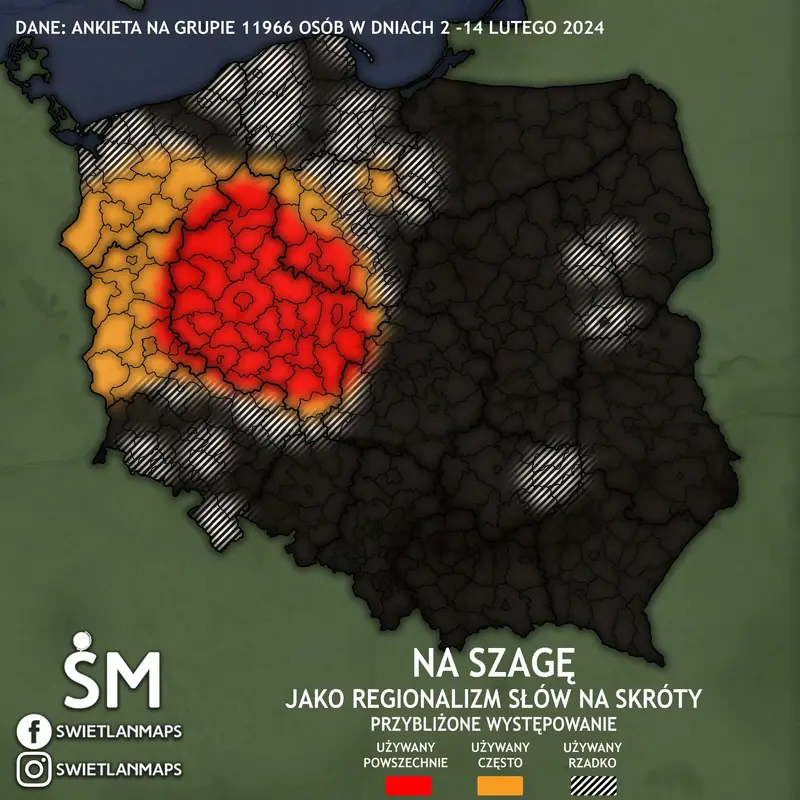 DANE: ANKIETA NA GRUPIE 11966 OSÓB W DNIACH 2 -14 LUTEGO 2024
NA SZAGĘ
JAKO REGIONALIZM SŁÓW NA SKRÓTY
PRZYBLIŻONE WYSTĘPOWANIE
UŻYWANY POWSZECHNIE
UŻYWANY CZĘSTO
UŻYWANY RZADKO
ŚM
SWIETLANMAPS
SWIETLANMAPS